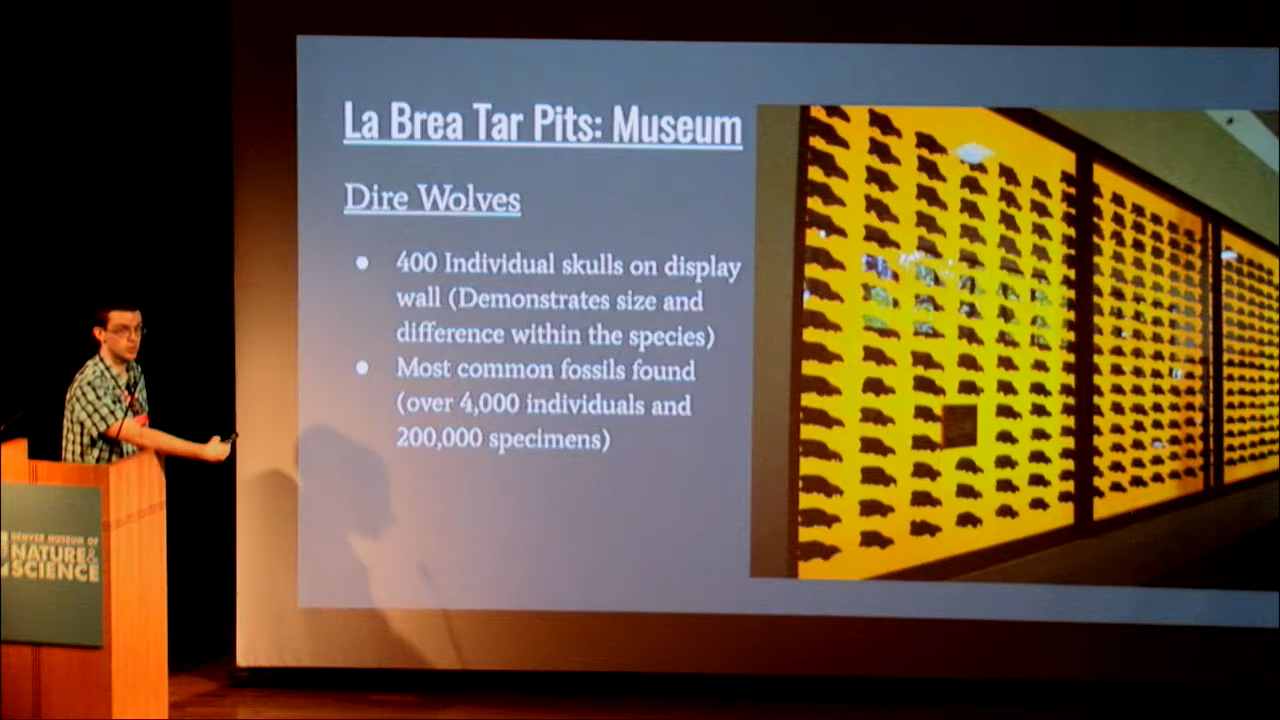 La Brea Tar Pits: Museum
Dire Wolves
● 400 Individual skulls on display
wall (Demonstrates size and
difference within the species)
● Most common fossils found
(over 4,000 individuals and
200,000 specimens)
DENVER MUSEUM OF
NATURE &
SCIENCE